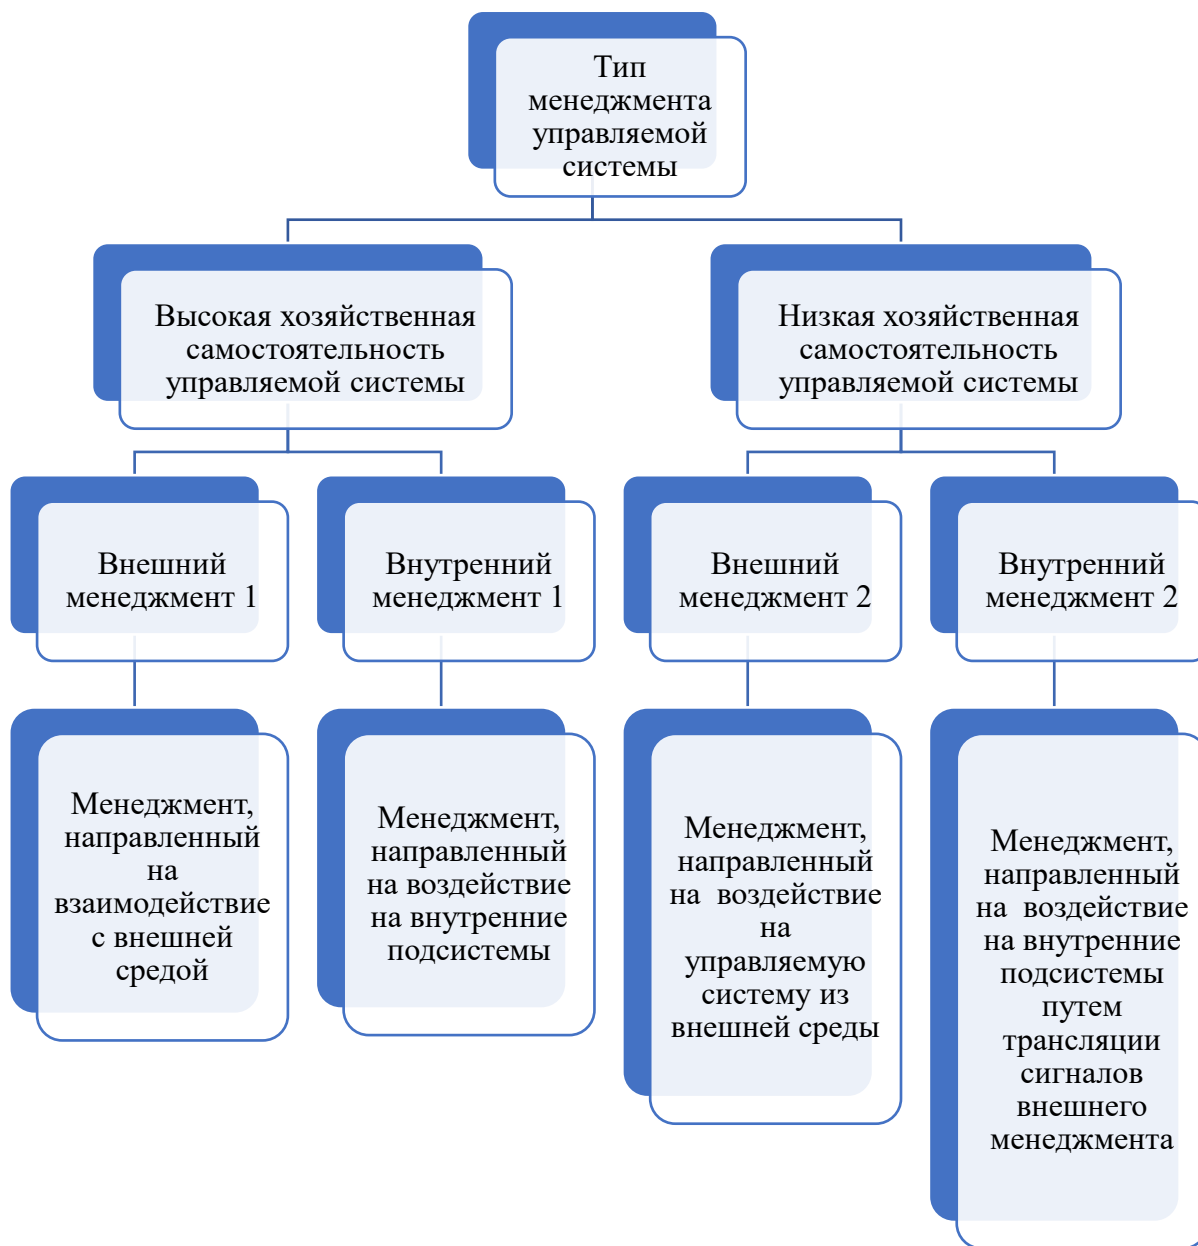 Тип
менеджмента
управляемой
системы
Высокая хозяйственная
самостоятельность
управляемой системы
Низкая хозяйственная
самостоятельность
управляемой системы
Внешний
менеджмент 1
Внутренний
менеджмент 1
Внешний
менеджмент 2
Внутренний
менеджмент 2
Менеджмент,
направленный
на
взаимодействие
с внешней
средой
Менеджмент,
направленный
на воздействие
на внутренние
подсистемы
Менеджмент,
направленный
на воздействие
на
управляемую
систему из
внешней среды
Менеджмент,
направленный
на воздействие
на внутренние
подсистемы
путем
трансляции
сигналов
внешнего
менеджмента